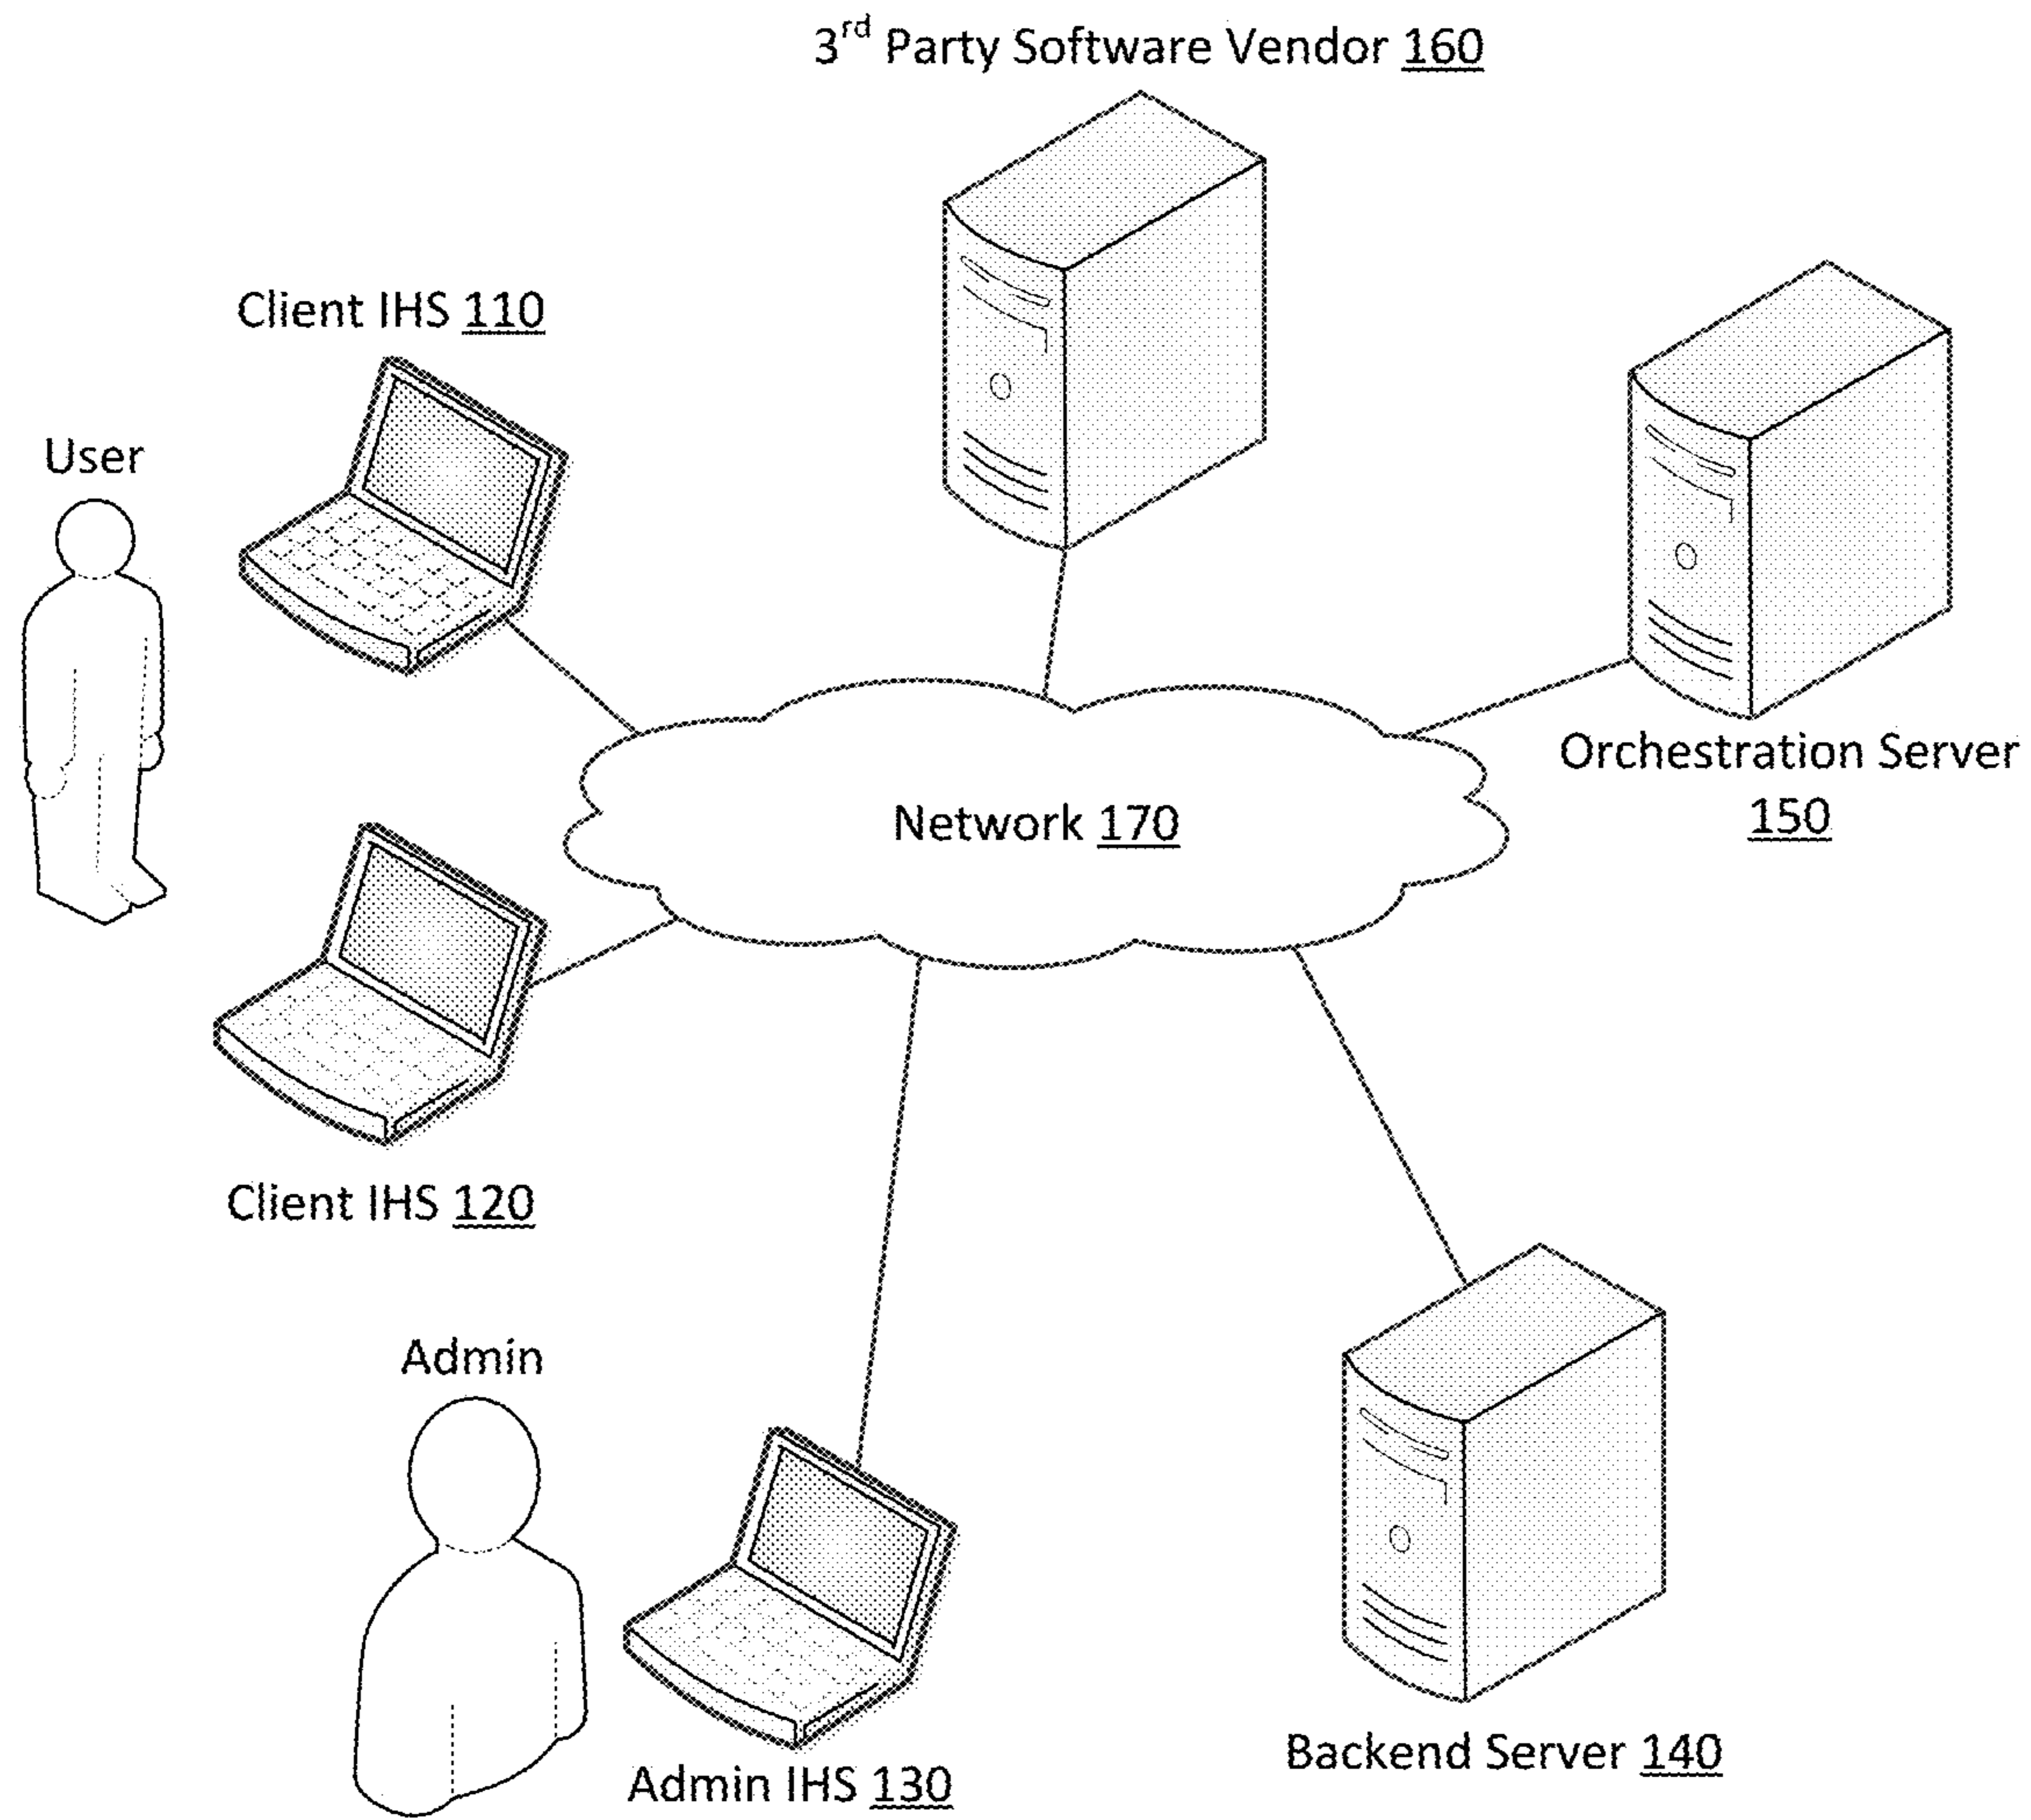 3rd Party Software Vendor 160
Client IHS 110
User
Orchestration Server
150
Network 170
Client IHS 120
Admin
Backend Server 140
Admin IHS 130